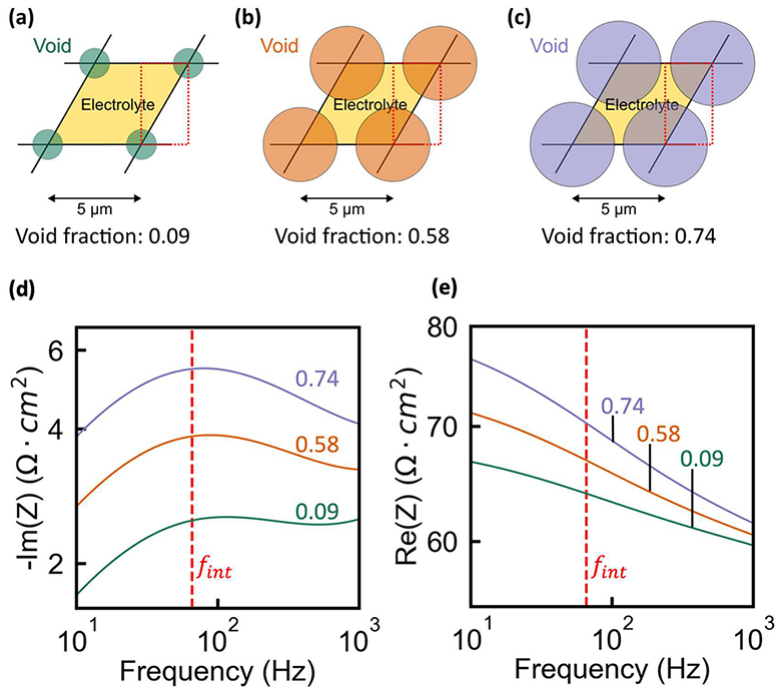 (a)
Void
Electrolyte
5 μm
Void fraction: 0.09
(b)
Void
Electrolyte
5 μm
Void fraction: 0.58
(c)
Void
Electrolyte
5 μm
Void fraction: 0.74
(d)
-Im(Z) (Ω · cm²)
6
4
2
0.74
0.58
0.09
f_int
10¹
10²
10³
Frequency (Hz)
(e)
Re(Z) (Ω · cm²)
80
70
60
0.74
0.58
0.09
f_int
10¹
10²
10³
Frequency (Hz)